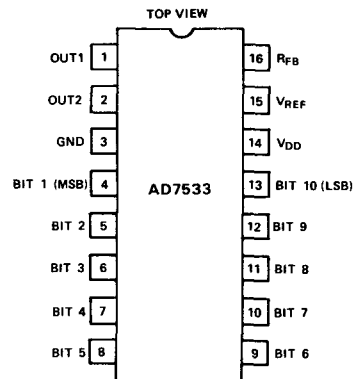 TOP VIEW
OUT1 1 16 RFB
OUT2 2 15 VREF
GND 3 14 VDD
BIT 1 (MSB) 4 AD7533 13 BIT 10 (LSB)
BIT 2 5 12 BIT 9
BIT 3 6 11 BIT 8
BIT 4 7 10 BIT 7
BIT 5 8 9 BIT 6